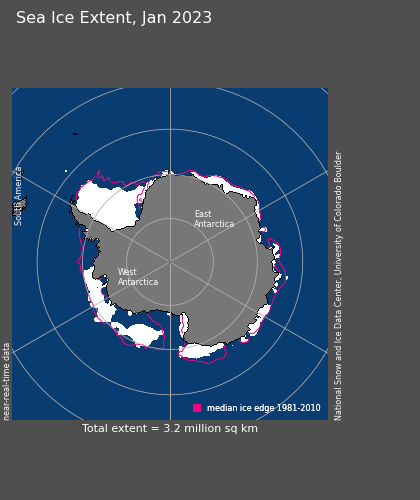 Sea Ice Extent, Jan 2023
South America
East
Antarctica
West
Antarctica
near-real-time data
National Snow and Ice Data Center, University of Colorado Boulder
median ice edge 1981-2010
Total extent = 3.2 million sq km